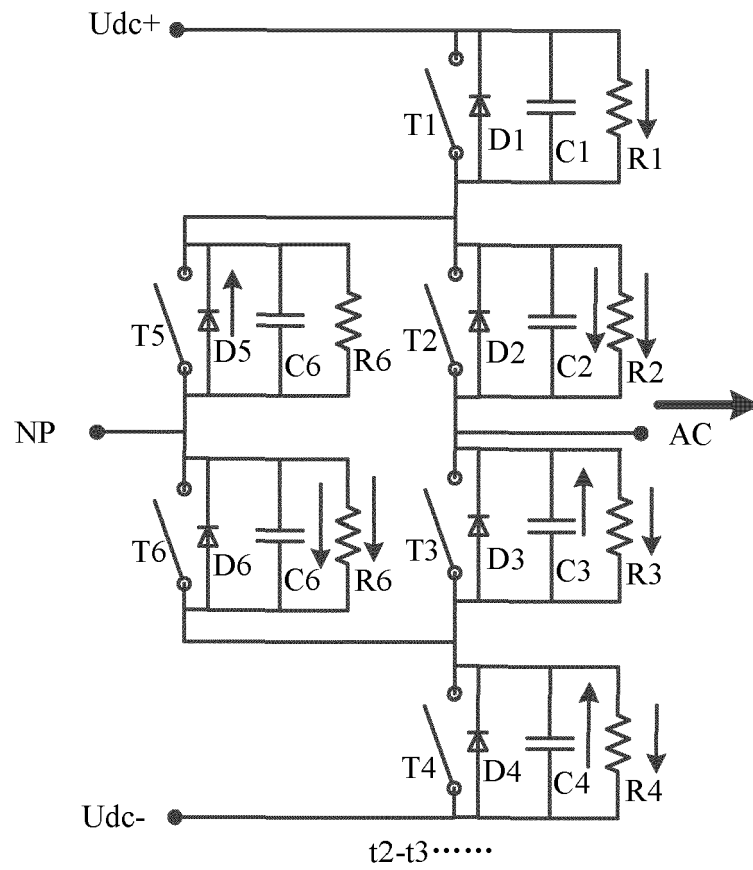 Udc+
T1 D1 C1 R1
T5 D5 C6 R6
T2 D2 C2 R2
NP
AC
T6 D6 C6 R6
T3 D3 C3 R3
T4 D4 C4 R4
Udc-
t2-t3⋯⋯